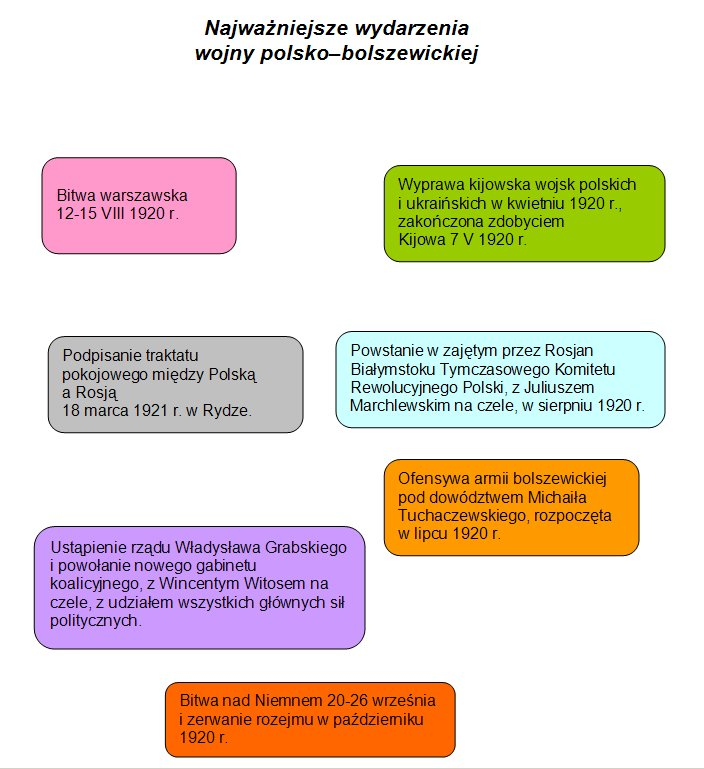 Najważniejsze wydarzenia
wojny polsko–bolszewickiej
Bitwa warszawska
12-15 VIII 1920 r.
Wyprawa kijowska wojsk polskich
i ukraińskich w kwietniu 1920 r.,
zakończona zdobyciem
Kijowa 7 V 1920 r.
Podpisanie traktatu
pokojowego między Polską
a Rosją
18 marca 1921 r. w Rydze.
Powstanie w zajętym przez Rosjan
Białymstoku Tymczasowego Komitetu
Rewolucyjnego Polski, z Juliuszem
Marchlewskim na czele, w sierpniu 1920 r.
Ofensywa armii bolszewickiej
pod dowództwem Michaiła
Tuchaczewskiego, rozpoczęta
w lipcu 1920 r.
Ustąpienie rządu Władysława Grabskiego
i powołanie nowego gabinetu
koalicyjnego, z Wincentym Witosem na
czele, z udziałem wszystkich głównych sił
politycznych.
Bitwa nad Niemnem 20-26 września
i zerwanie rozejmu w październiku
1920 r.